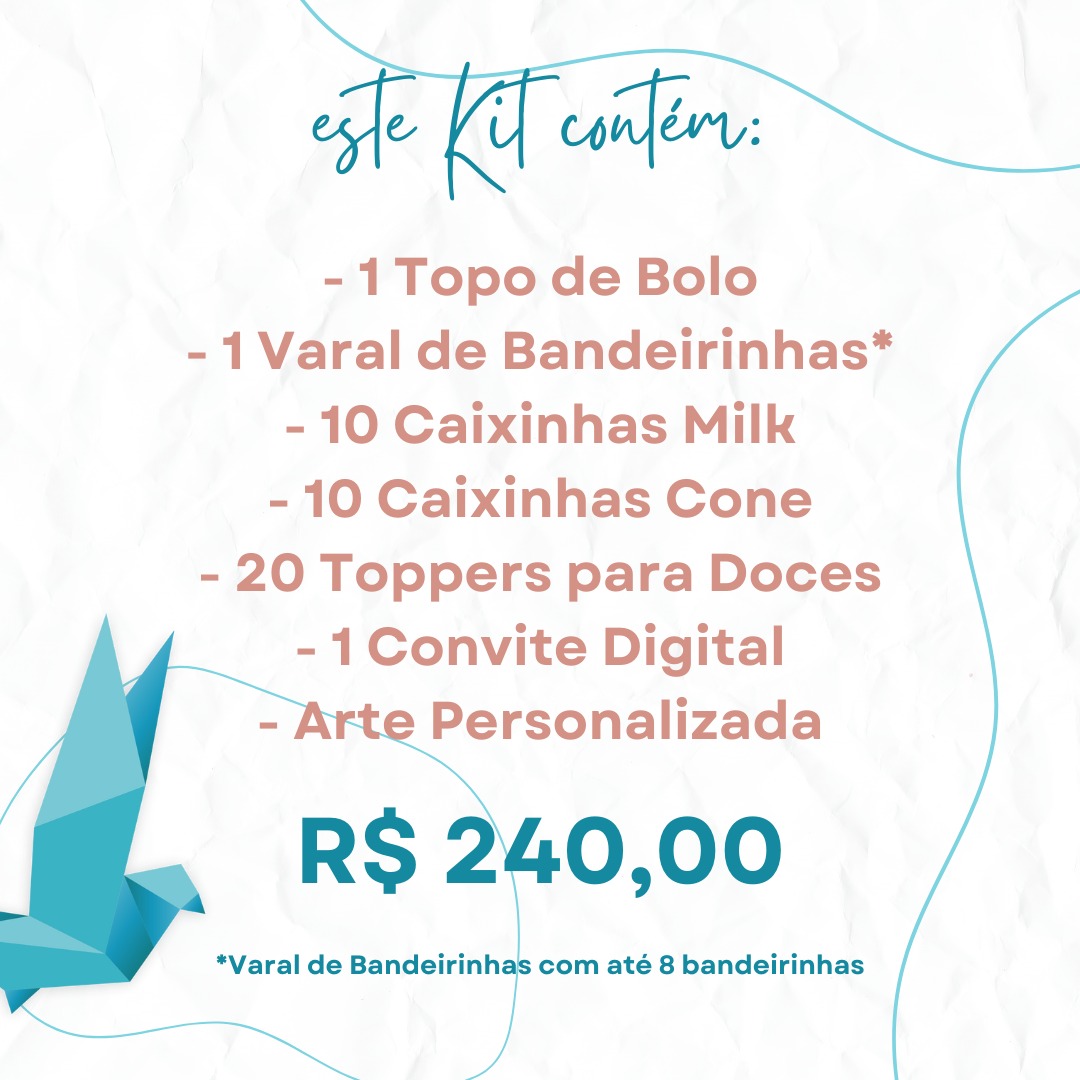 este Kit contém:
- 1 Topo de Bolo
- 1 Varal de Bandeirinhas*
- 10 Caixinhas Milk
- 10 Caixinhas Cone
- 20 Toppers para Doces
- 1 Convite Digital
- Arte Personalizada
R$ 240,00
*Varal de Bandeirinhas com até 8 bandeirinhas